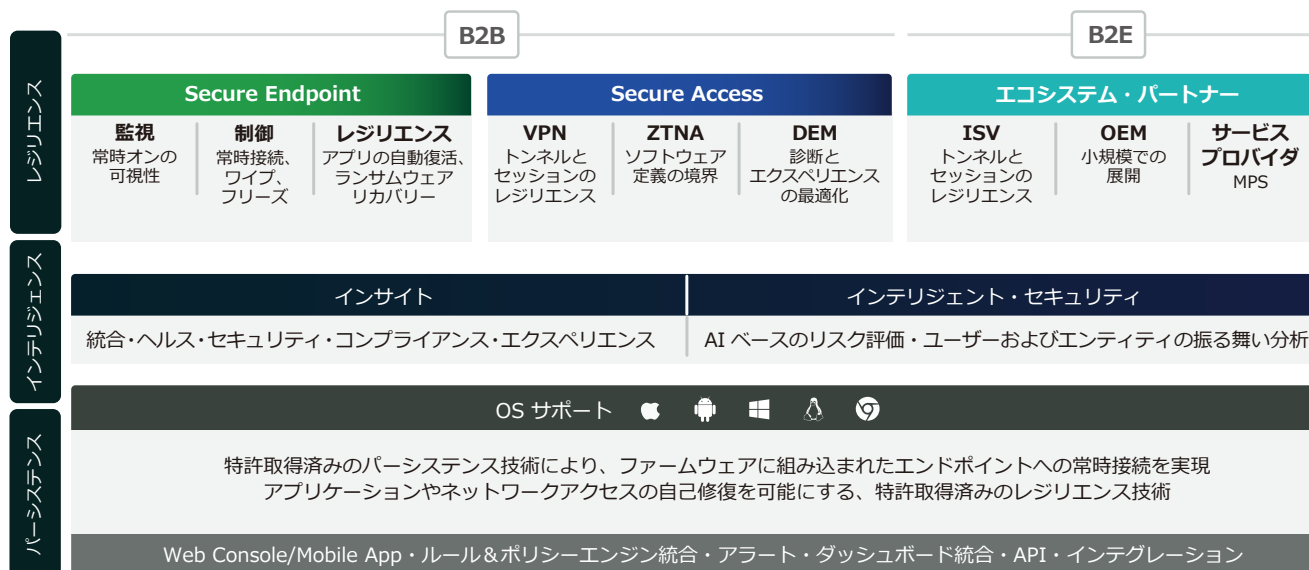 B2B
B2E
レジリエンス
Secure Endpoint
監視
常時オンの
可視性
制御
常時接続、
ワイプ、
フリーズ
レジリエンス
アプリの自動復活、
ランサムウェア
リカバリー
Secure Access
VPN
トンネルと
セッションの
レジリエンス
ZTNA
ソフトウェア
定義の境界
DEM
診断と
エクスペリエンス
の最適化
エコシステム・パートナー
ISV
トンネルと
セッションの
レジリエンス
OEM
小規模での
展開
サービス
プロバイダ
MPS
インテリジェンス
インサイト
統合・ヘルス・セキュリティ・コンプライアンス・エクスペリエンス
インテリジェント・セキュリティ
AI ベースのリスク評価・ユーザーおよびエンティティの振る舞い分析
パーシステンス
OS サポート
特許取得済みのパーシステンス技術により、ファームウェアに組み込まれたエンドポイントへの常時接続を実現
アプリケーションやネットワークアクセスの自己修復を可能にする、特許取得済みのレジリエンス技術
Web Console/Mobile App・ルール＆ポリシーエンジン統合・アラート・ダッシュボード統合・API・インテグレーション